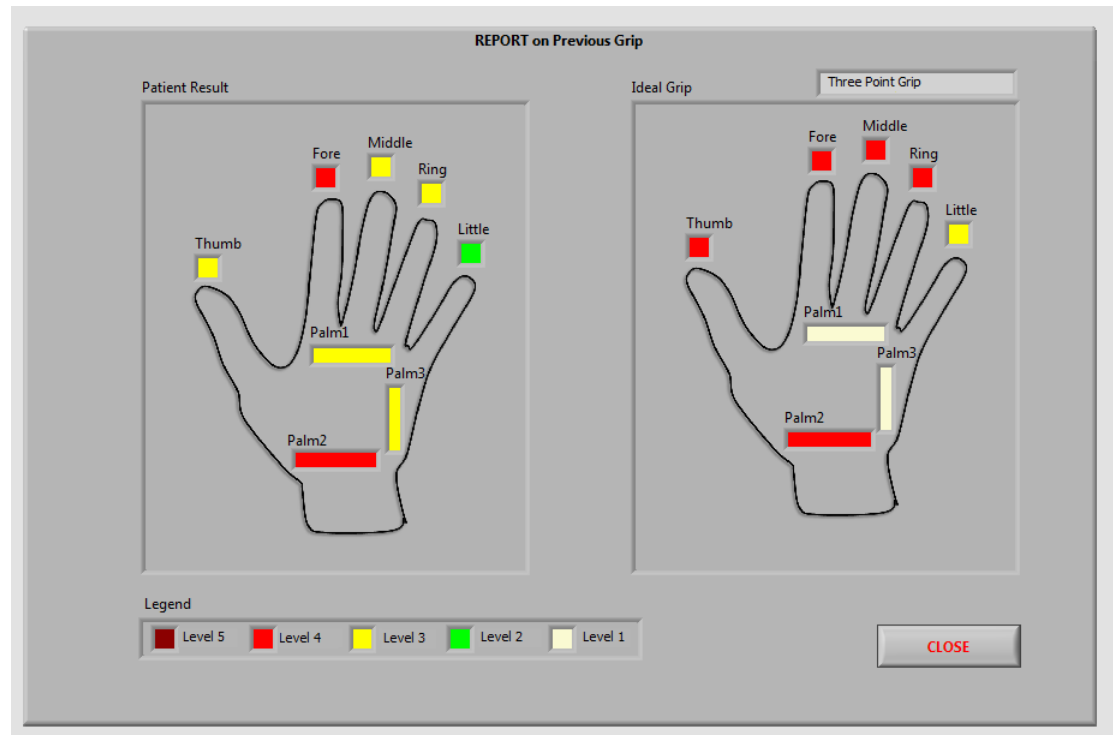 REPORT on Previous Grip
Patient Result
Ideal Grip
Three Point Grip
Thumb
Fore
Middle
Ring
Little
Palm1
Palm3
Palm2
Thumb
Fore
Middle
Ring
Little
Palm1
Palm3
Palm2
Legend
Level 5
Level 4
Level 3
Level 2
Level 1
CLOSE